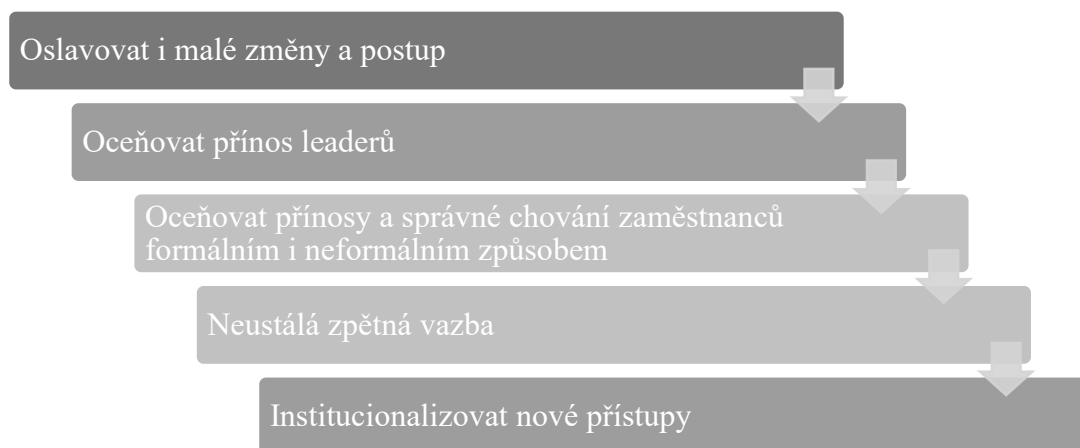 Oslavovat i malé změny a postup
Oceňovat přínos leaderů
Oceňovat přínosy a správné chování zaměstnanců
formálním i neformálním způsobem
Neustálá zpětná vazba
Institucionalizovat nové přístupy